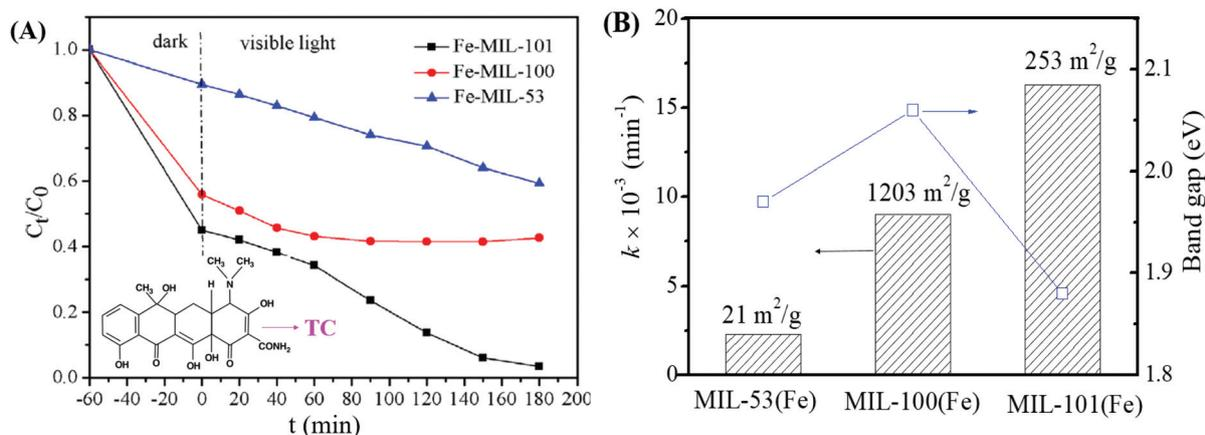 (A)
dark
visible light
Fe-MIL-101
Fe-MIL-100
Fe-MIL-53
1.0
0.8
0.6
0.4
0.2
0.0
Ct/C0
CH3
CH3
N
CH3
OH
H
OH
TC
CONH2
OH
O
OH
OH
O
-60
-40
-20
0
20
40
60
80
100
120
140
160
180
200
t (min)
(B)
20
15
10
5
0
k × 10⁻³ (min⁻¹)
21 m²/g
1203 m²/g
253 m²/g
2.1
2.0
1.9
1.8
Band gap (eV)
MIL-53(Fe)
MIL-100(Fe)
MIL-101(Fe)